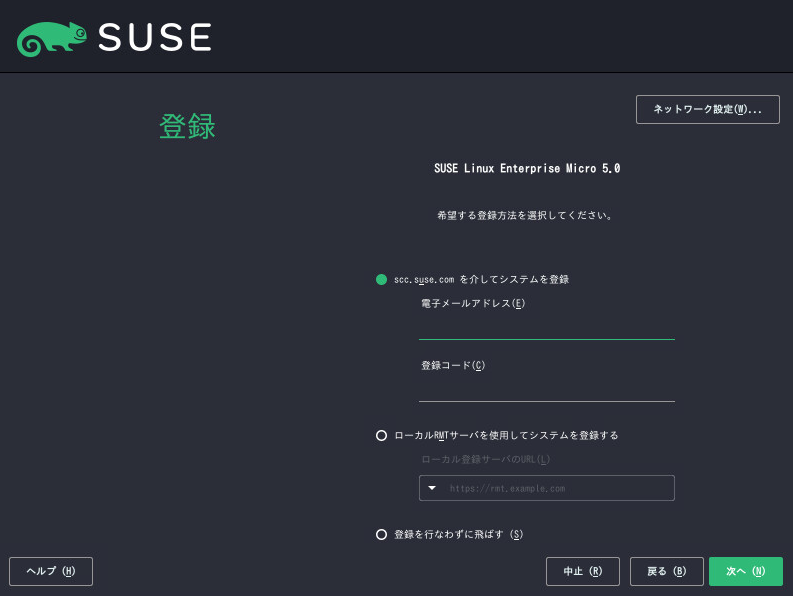 SUSE
ネットワーク設定(W)...
登録
SUSE Linux Enterprise Micro 5.0
希望する登録方法を選択してください。
scc.suse.com を介してシステムを登録
電子メールアドレス(E)
登録コード(C)
ローカルRMTサーバを使用してシステムを登録する
ローカル登録サーバのURL(L)
https://rmt.example.com
登録を行なわずに飛ばす (S)
ヘルプ (H)
中止 (R)
戻る (B)
次へ (N)